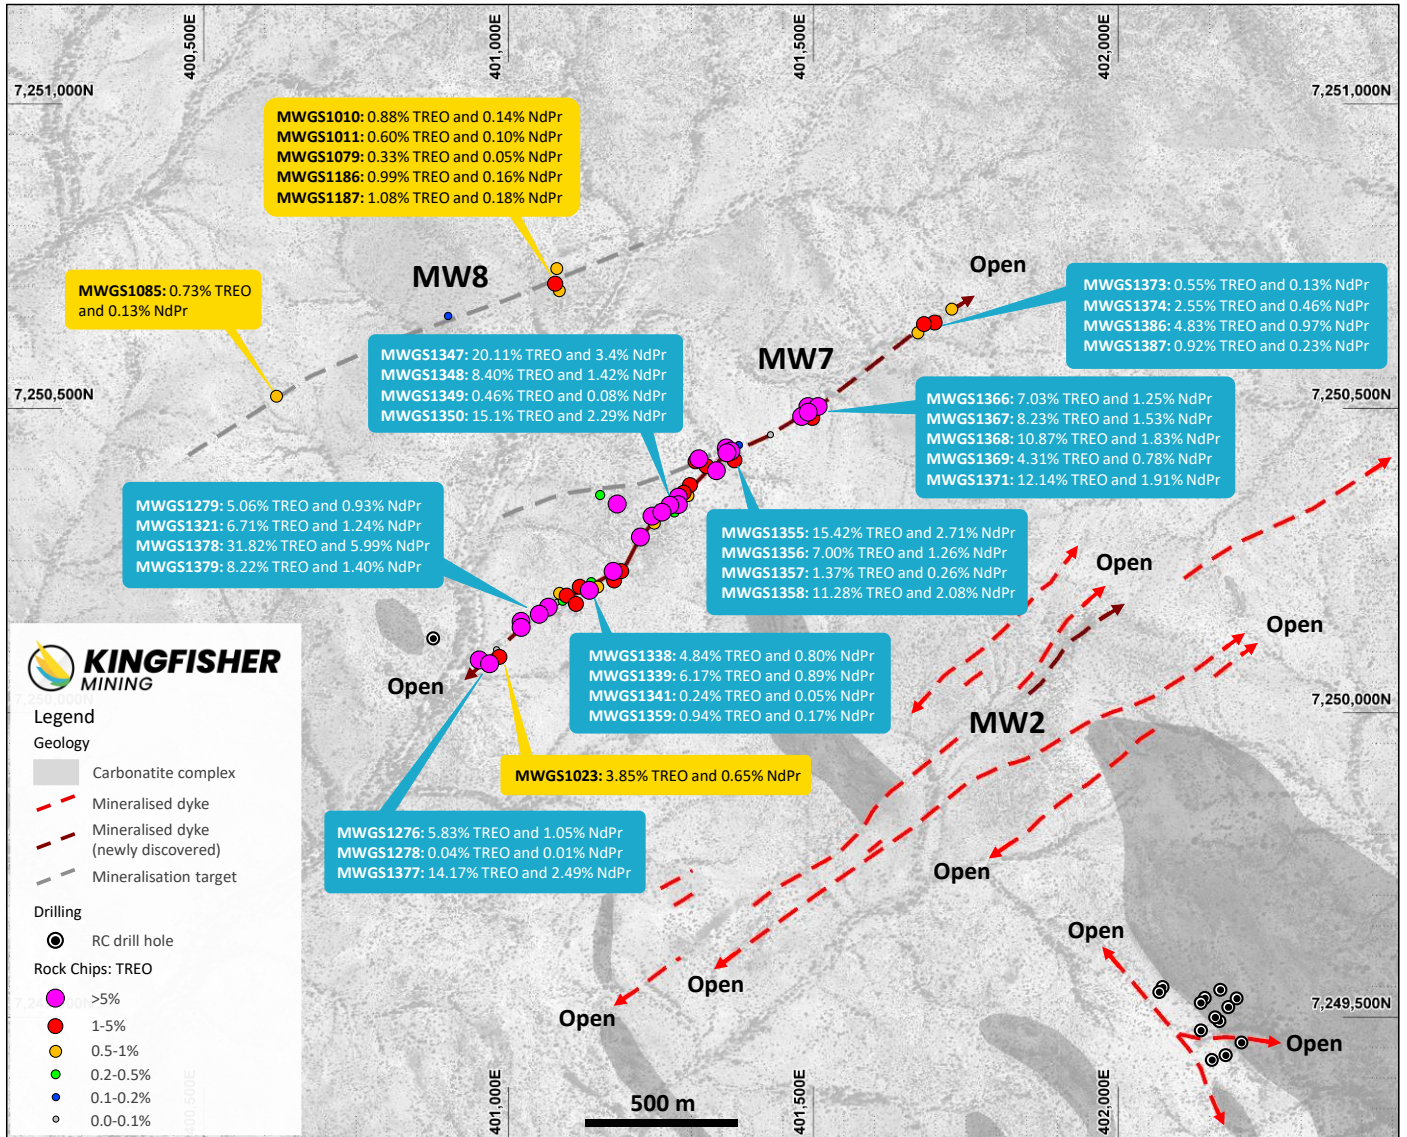 400,500E
401,000E
401,500E
402,000E
7,251,000N
7,251,000N
MWGS1010: 0.88% TREO and 0.14% NdPr
MWGS1011: 0.60% TREO and 0.10% NdPr
MWGS1079: 0.33% TREO and 0.05% NdPr
MWGS1186: 0.99% TREO and 0.16% NdPr
MWGS1187: 1.08% TREO and 0.18% NdPr
MW8
Open
MWGS1085: 0.73% TREO
and 0.13% NdPr
MWGS1373: 0.55% TREO and 0.13% NdPr
MWGS1374: 2.55% TREO and 0.46% NdPr
MWGS1386: 4.83% TREO and 0.97% NdPr
MWGS1387: 0.92% TREO and 0.23% NdPr
MWGS1347: 20.11% TREO and 3.4% NdPr
MWGS1348: 8.40% TREO and 1.42% NdPr
MWGS1349: 0.46% TREO and 0.08% NdPr
MWGS1350: 15.1% TREO and 2.29% NdPr
MW7
7,250,500N
7,250,500N
MWGS1366: 7.03% TREO and 1.25% NdPr
MWGS1367: 8.23% TREO and 1.53% NdPr
MWGS1368: 10.87% TREO and 1.83% NdPr
MWGS1369: 4.31% TREO and 0.78% NdPr
MWGS1371: 12.14% TREO and 1.91% NdPr
MWGS1279: 5.06% TREO and 0.93% NdPr
MWGS1321: 6.71% TREO and 1.24% NdPr
MWGS1378: 31.82% TREO and 5.99% NdPr
MWGS1379: 8.22% TREO and 1.40% NdPr
MWGS1355: 15.42% TREO and 2.71% NdPr
MWGS1356: 7.00% TREO and 1.26% NdPr
MWGS1357: 1.37% TREO and 0.26% NdPr
MWGS1358: 11.28% TREO and 2.08% NdPr
Open
Open
MWGS1338: 4.84% TREO and 0.80% NdPr
MWGS1339: 6.17% TREO and 0.89% NdPr
MWGS1341: 0.24% TREO and 0.05% NdPr
MWGS1359: 0.94% TREO and 0.17% NdPr
Open
MW2
7,250,000N
7,250,000N
MWGS1023: 3.85% TREO and 0.65% NdPr
MWGS1276: 5.83% TREO and 1.05% NdPr
MWGS1278: 0.04% TREO and 0.01% NdPr
MWGS1377: 14.17% TREO and 2.49% NdPr
Open
Open
Open
Open
Open
7,249,500N
7,249,500N
KINGFISHER
MINING
Legend
Geology
Carbonatite complex
Mineralised dyke
Mineralised dyke
(newly discovered)
Mineralisation target
Drilling
RC drill hole
Rock Chips: TREO
>5%
1-5%
0.5-1%
0.2-0.5%
0.1-0.2%
0.0-0.1%
400,500E
401,000E
401,500E
402,000E
500 m